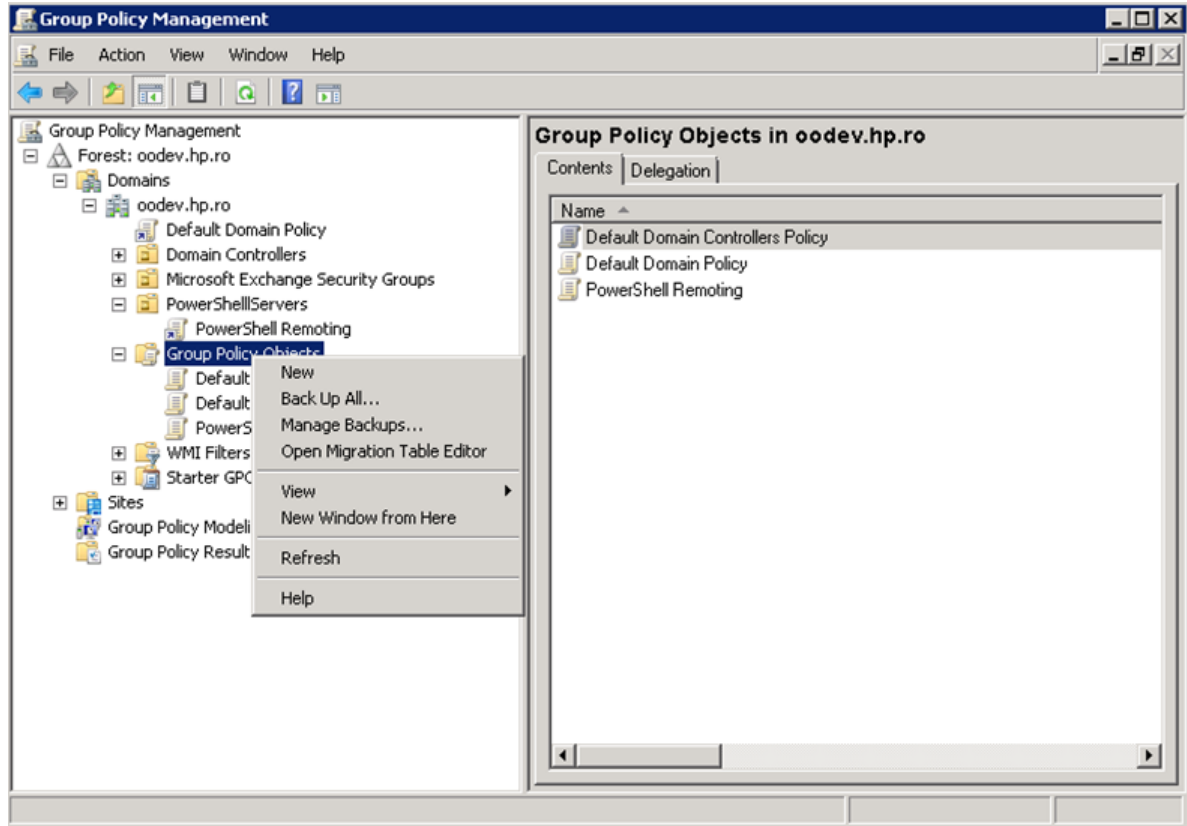 Group Policy Management
File Action View Window Help
Group Policy Management
Forest: oodev.hp.ro
Domains
oodev.hp.ro
Default Domain Policy
Domain Controllers
Microsoft Exchange Security Groups
PowerShelllServers
PowerShell Remoting
Group Policy Objects
Default
Default
PowerS
WMI Filters
Starter GPO
Sites
Group Policy Modeli
Group Policy Result
New
Back Up All...
Manage Backups...
Open Migration Table Editor
View
New Window from Here
Refresh
Help
Group Policy Objects in oodev.hp.ro
Contents Delegation
Name
Default Domain Controllers Policy
Default Domain Policy
PowerShell Remoting